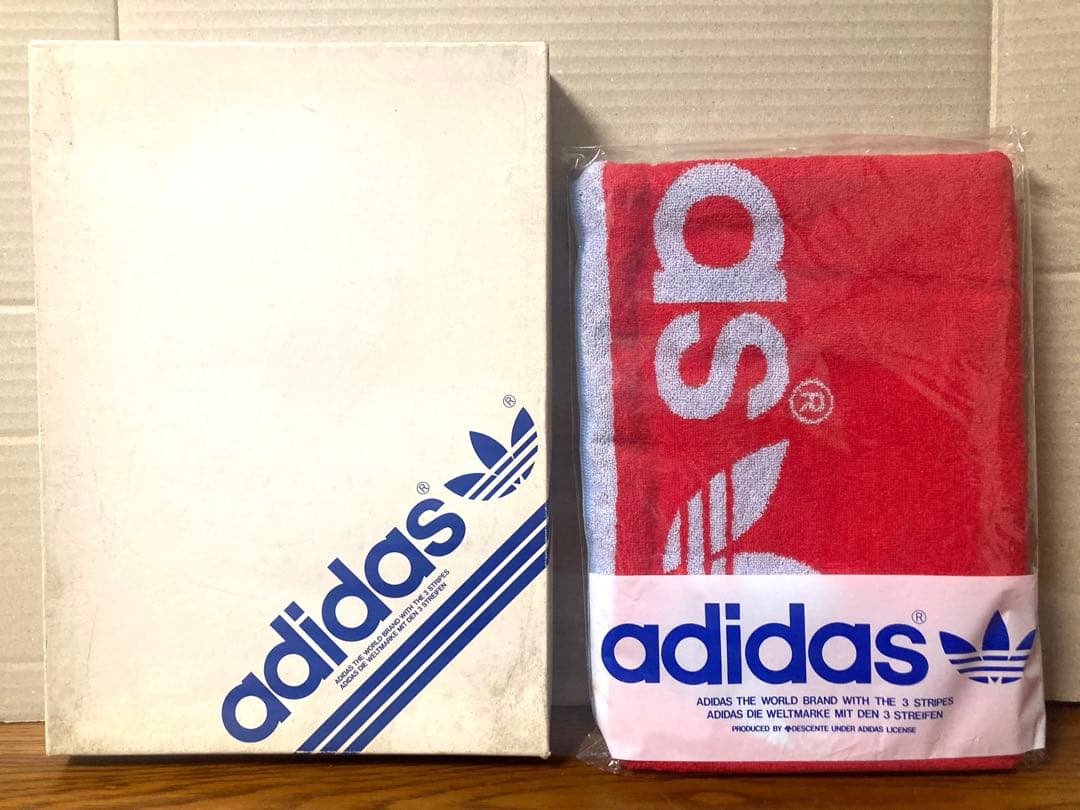 ®
adidas®
ADIDAS THE WORLD BRAND WITH THE 3 STRIPES
ADIDAS DIE WELTMARKE MIT DEN 3 STREIFEN
as®
adidas®
ADIDAS THE WORLD BRAND WITH THE 3 STRIPES
ADIDAS DIE WELTMARKE MIT DEN 3 STREIFEN
PRODUCED BY DESCENTE UNDER ADIDAS LICENSE